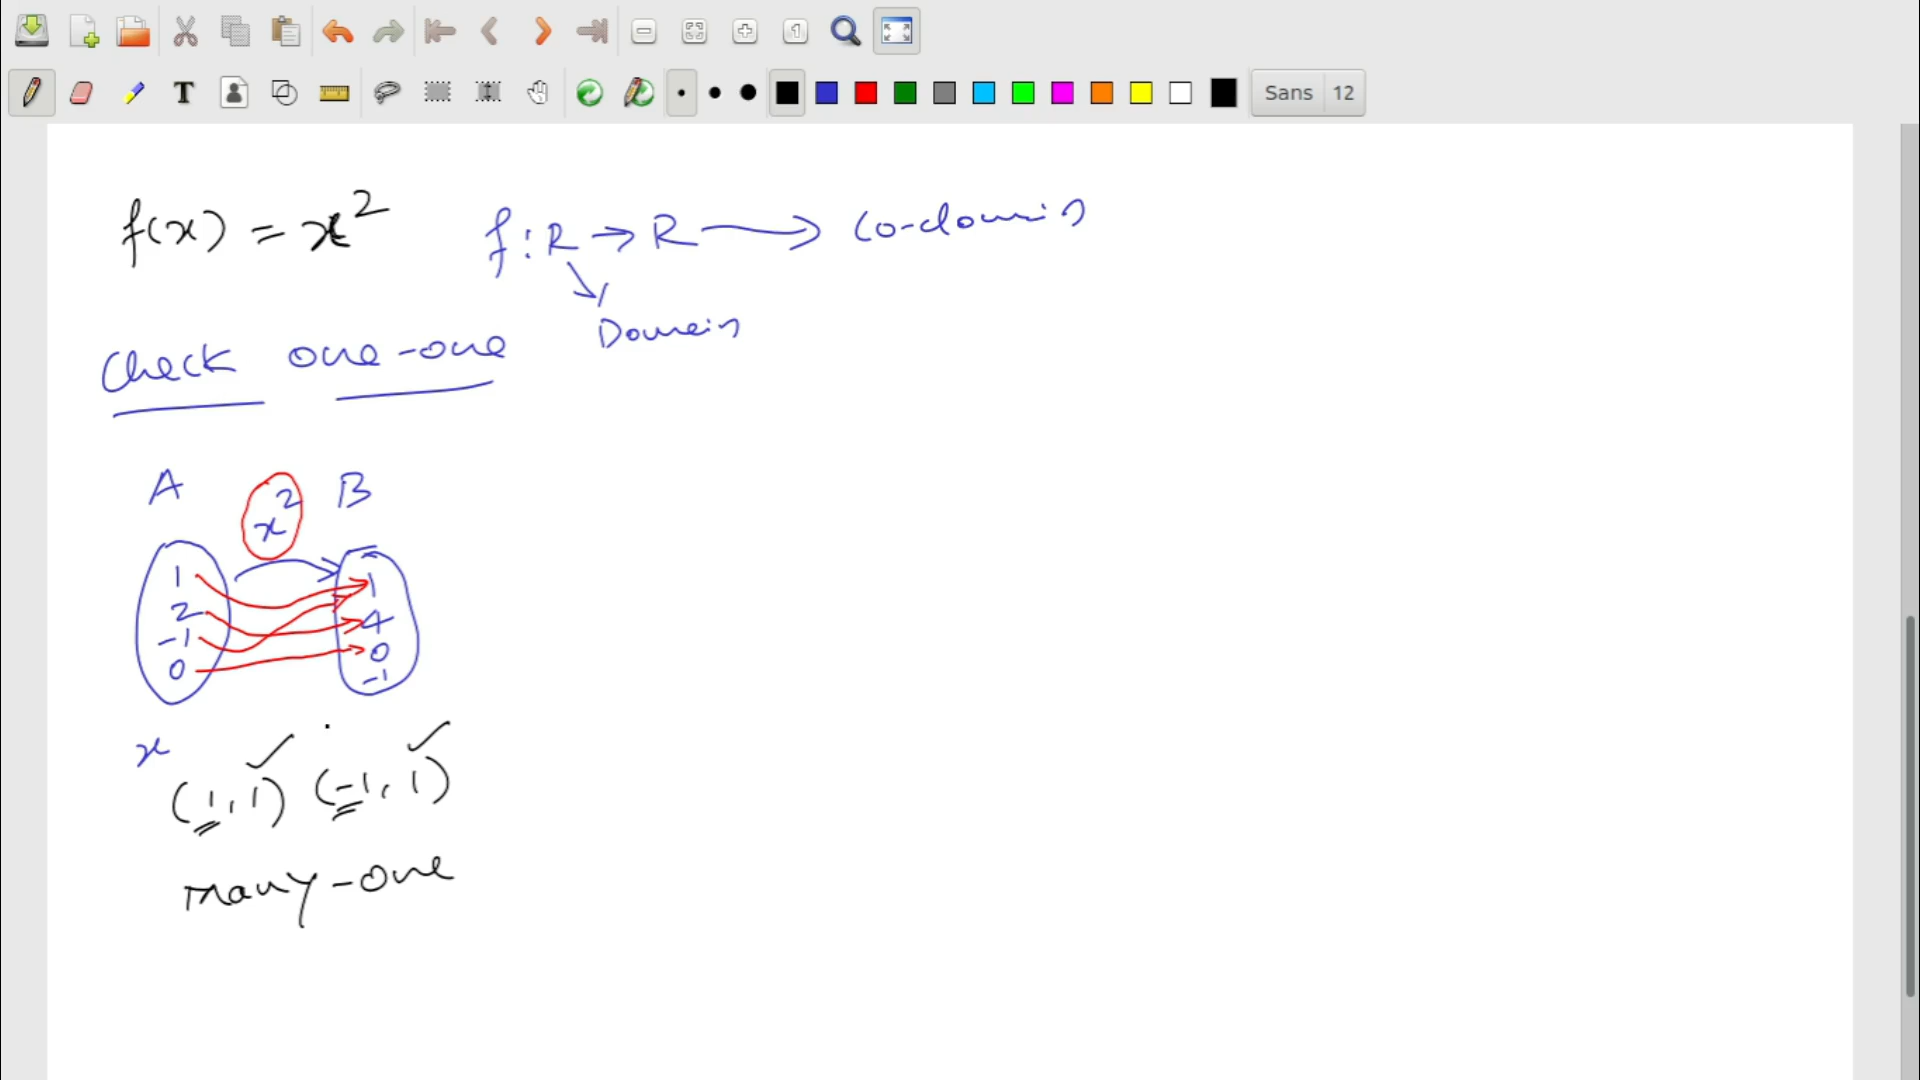 Sans 12
f(x) = x² f: R → R → Co-domain
Domain
Check one-one
A x² B
1 1
2 4
-1 0
0 -1
x
(1, 1) (-1, 1)
many-one